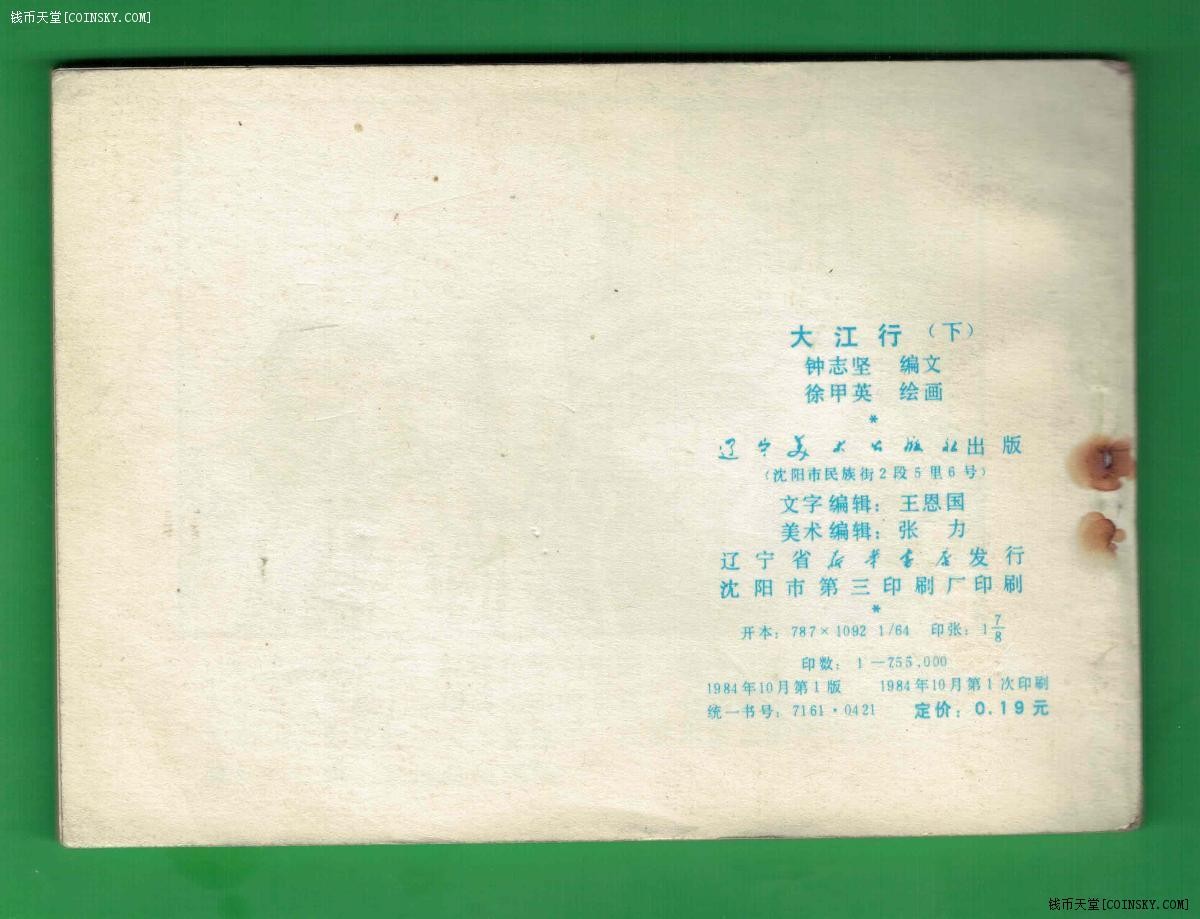 钱币天堂[COINSKY.COM]
大江行（下）
钟志坚 编文
徐甲英 绘画
*
辽宁美术出版社出版
（沈阳市民族街2段5里6号）
文字编辑：王恩国
美术编辑：张 力
辽宁省新华书店发行
沈阳市第三印刷厂印刷
*
开本：787×1092 1/64 印张：1 7/8
印数：1—755,000
1984年10月第1版 1984年10月第1次印刷
统一书号：7161·0421 定价：0.19元
钱币天堂[COINSKY.COM]